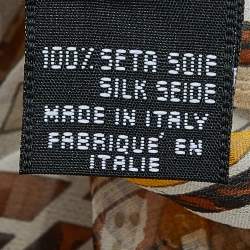 100% SETA SOIE
SILK SEIDE
MADE IN ITALY
FABRIQUE' EN
ITALIE